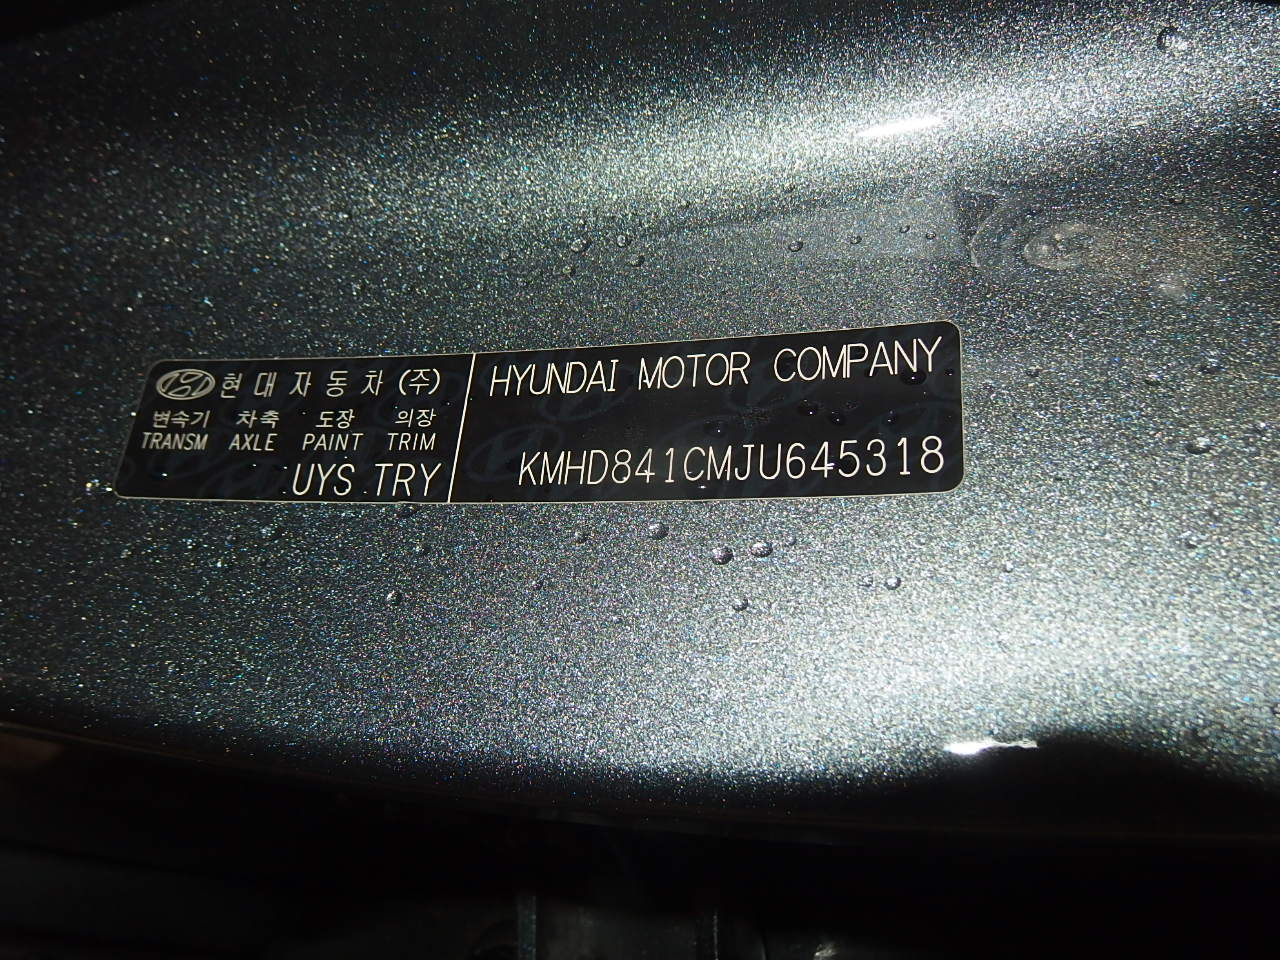 현대자동차(주)
변속기 차축 도장 의장
TRANSM AXLE PAINT TRIM
UYS TRY
HYUNDAI MOTOR COMPANY
KMHD841CMJU645318